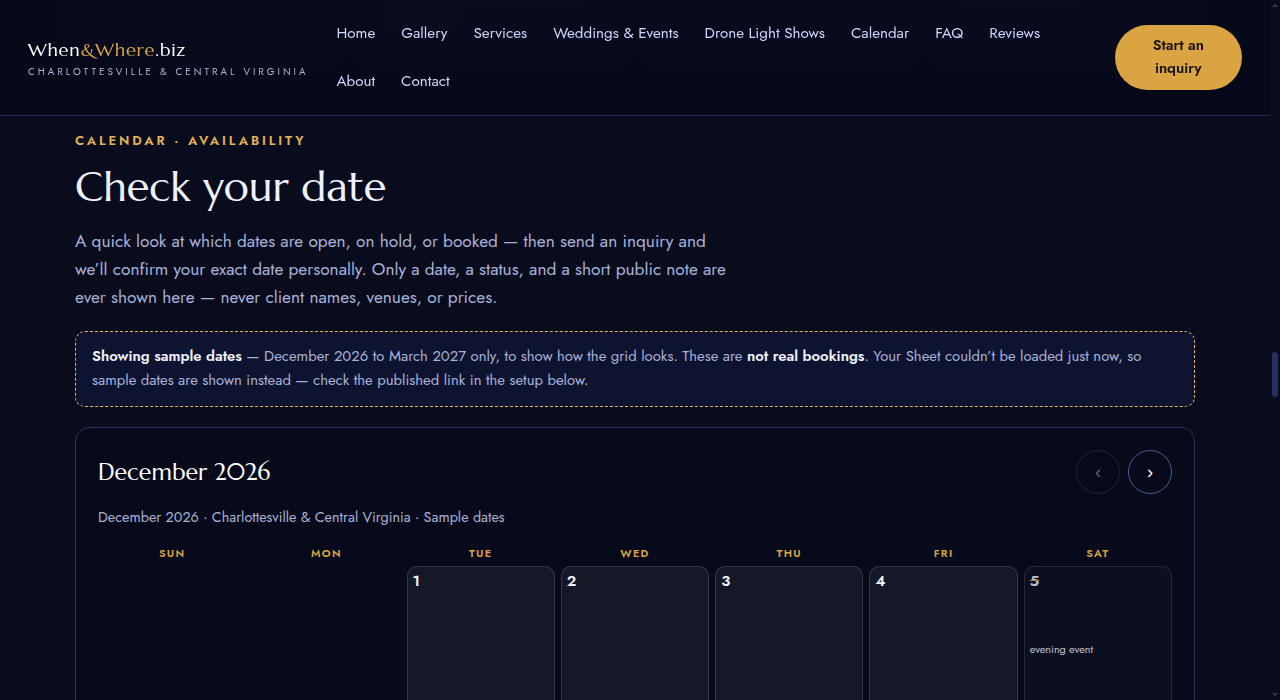 When&Where.biz
CHARLOTTESVILLE & CENTRAL VIRGINIA
Home Gallery Services Weddings & Events Drone Light Shows Calendar FAQ Reviews
About Contact
Start an
inquiry
CALENDAR · AVAILABILITY
Check your date
A quick look at which dates are open, on hold, or booked — then send an inquiry and
we’ll confirm your exact date personally. Only a date, a status, and a short public note are
ever shown here — never client names, venues, or prices.
Showing sample dates — December 2026 to March 2027 only, to show how the grid looks. These are not real bookings. Your Sheet couldn’t be loaded just now, so
sample dates are shown instead — check the published link in the setup below.
December 2026
‹ ›
December 2026 · Charlottesville & Central Virginia · Sample dates
SUN MON TUE WED THU FRI SAT
1 2 3 4 5
evening event